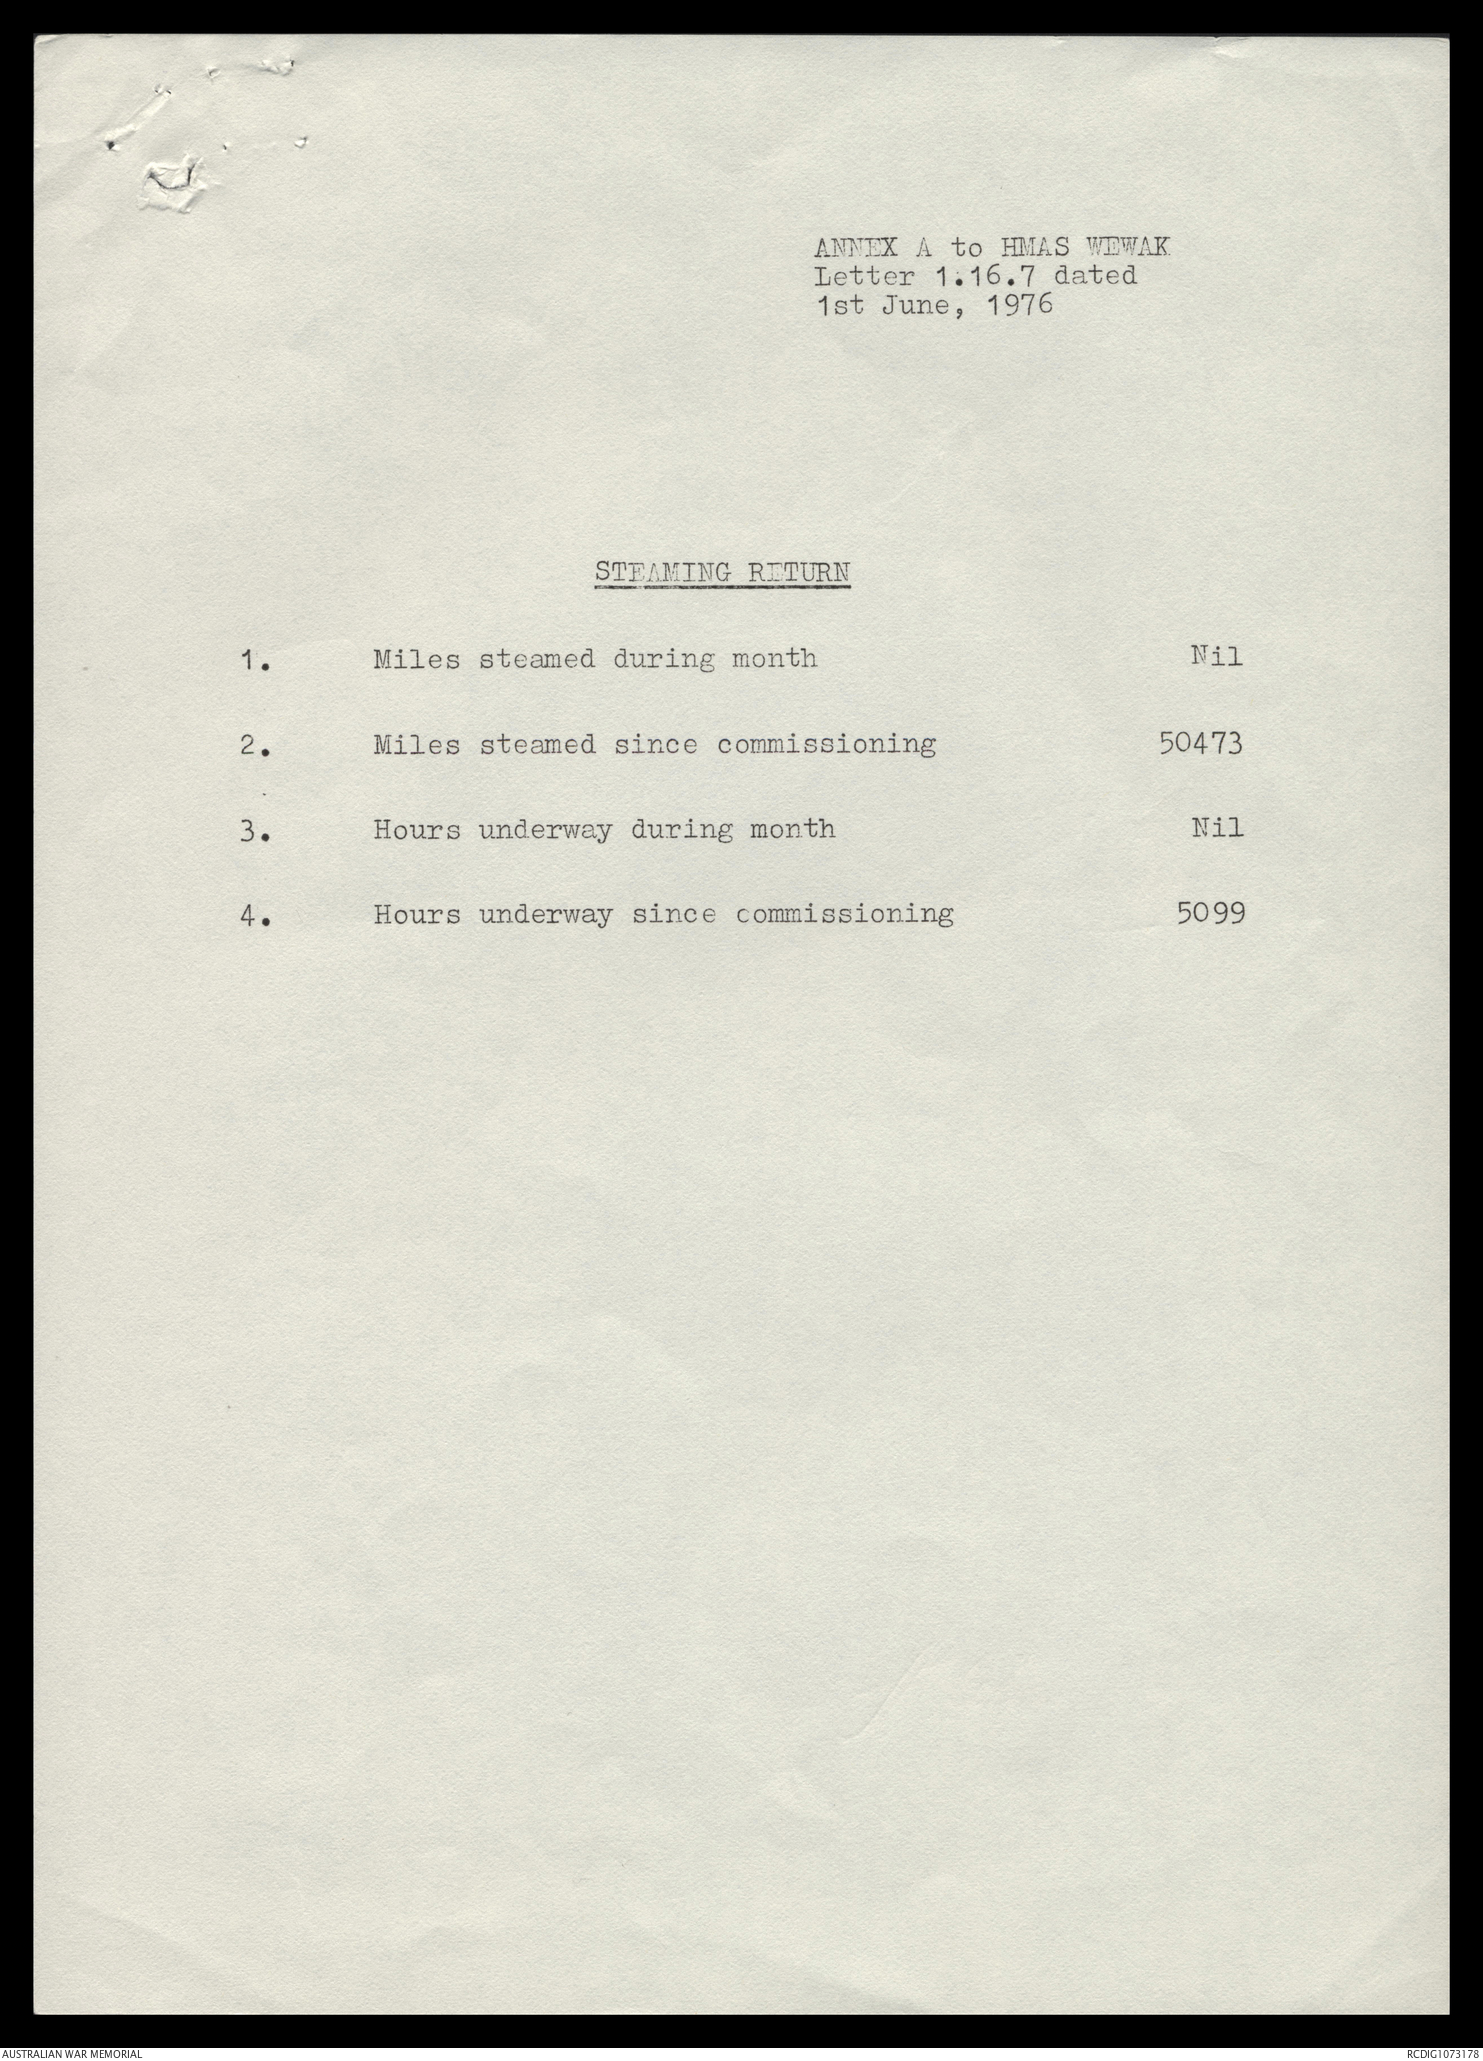 ANNEX A to HMAS WEWAK
Letter 1.16.7 dated
1st June, 1976
STEAMING RETURN
1. Miles steamed during month Nil
2. Miles steamed since commissioning 50473
3. Hours underway during month Nil
4. Hours underway since commissioning 5099
AUSTRALIAN WAR MEMORIAL RCDIG1073178